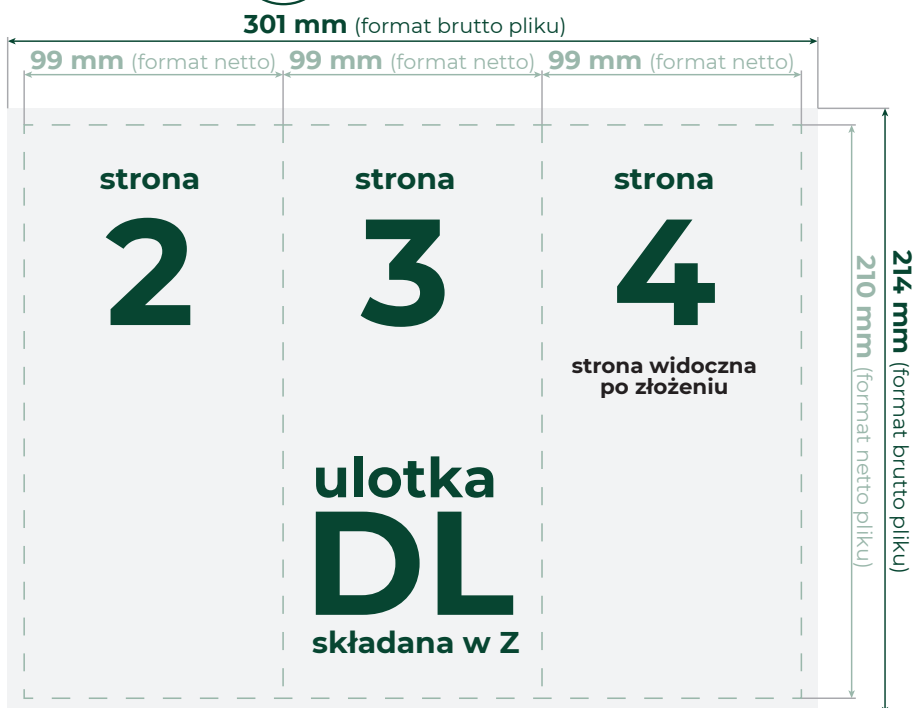 301 mm (format brutto pliku)
99 mm (format netto) 99 mm (format netto) 99 mm (format netto)
strona strona strona
2 3 4
strona widoczna
po złożeniu
ulotka
DL
składana w Z
210 mm (format netto pliku)
214 mm (format brutto pliku)